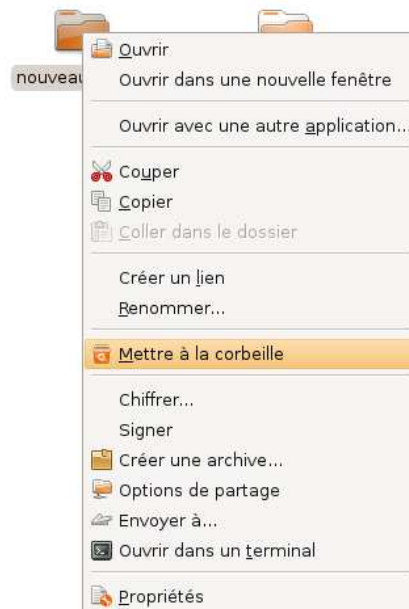 nouveau
Ouvrir
Ouvrir dans une nouvelle fenêtre
Ouvrir avec une autre application...
Couper
Copier
Coller dans le dossier
Créer un lien
Renommer...
Mettre à la corbeille
Chiffrer...
Signer
Créer une archive...
Options de partage
Envoyer à...
Ouvrir dans un terminal
Propriétés